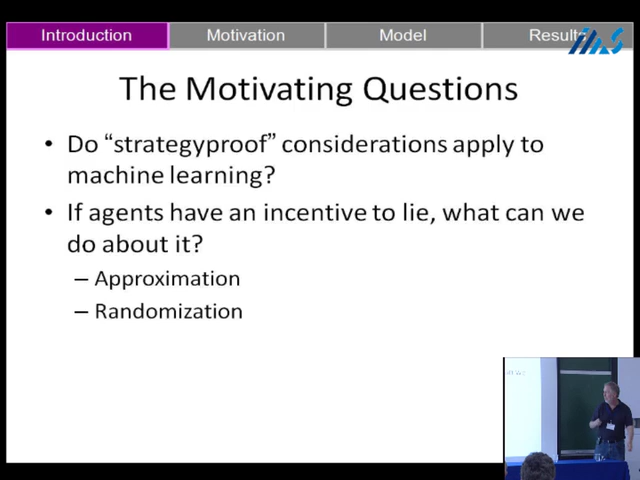 Introduction
Motivation
Model
Results
The Motivating Questions
• Do “strategyproof” considerations apply to
machine learning?
• If agents have an incentive to lie, what can we
do about it?
– Approximation
– Randomization